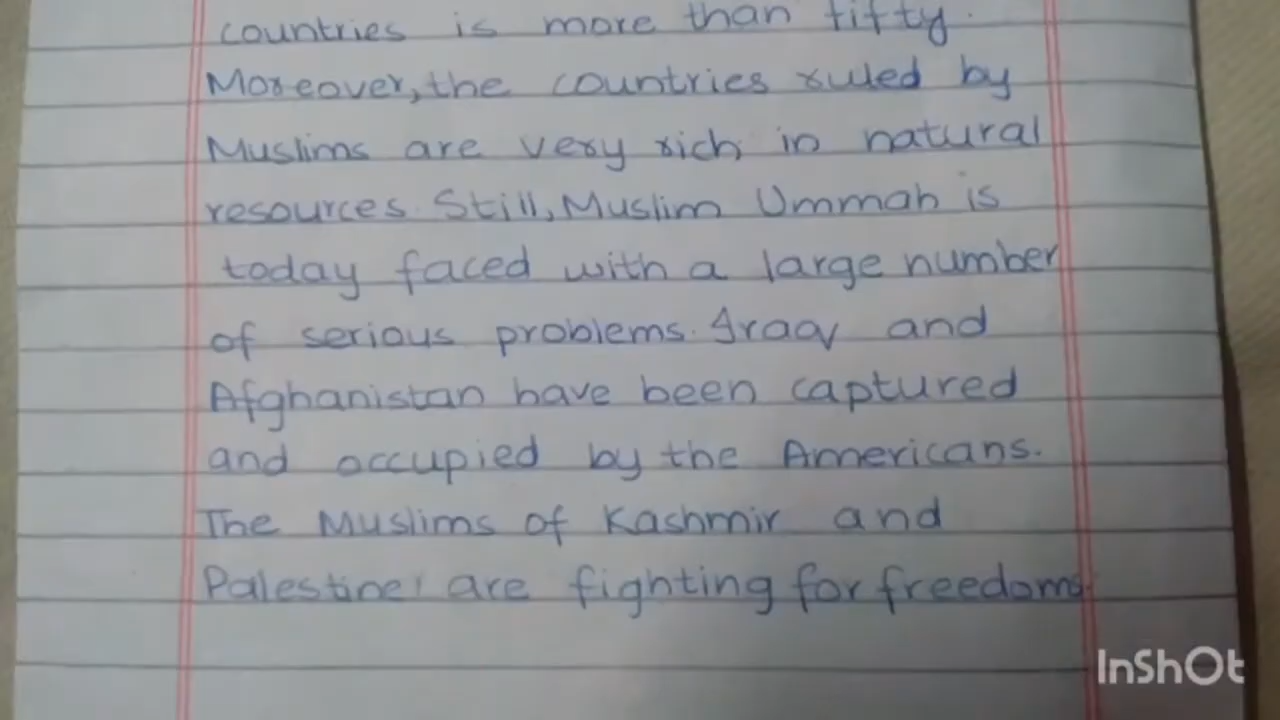 countries is more than fifty.
Moreover, the countries ruled by
Muslims are very rich in natural
resources. Still, Muslim Ummah is
today faced with a large number
of serious problems. Iraq and
Afghanistan have been captured
and occupied by the Americans.
The Muslims of Kashmir and
Palestine are fighting for freedom
InShOt